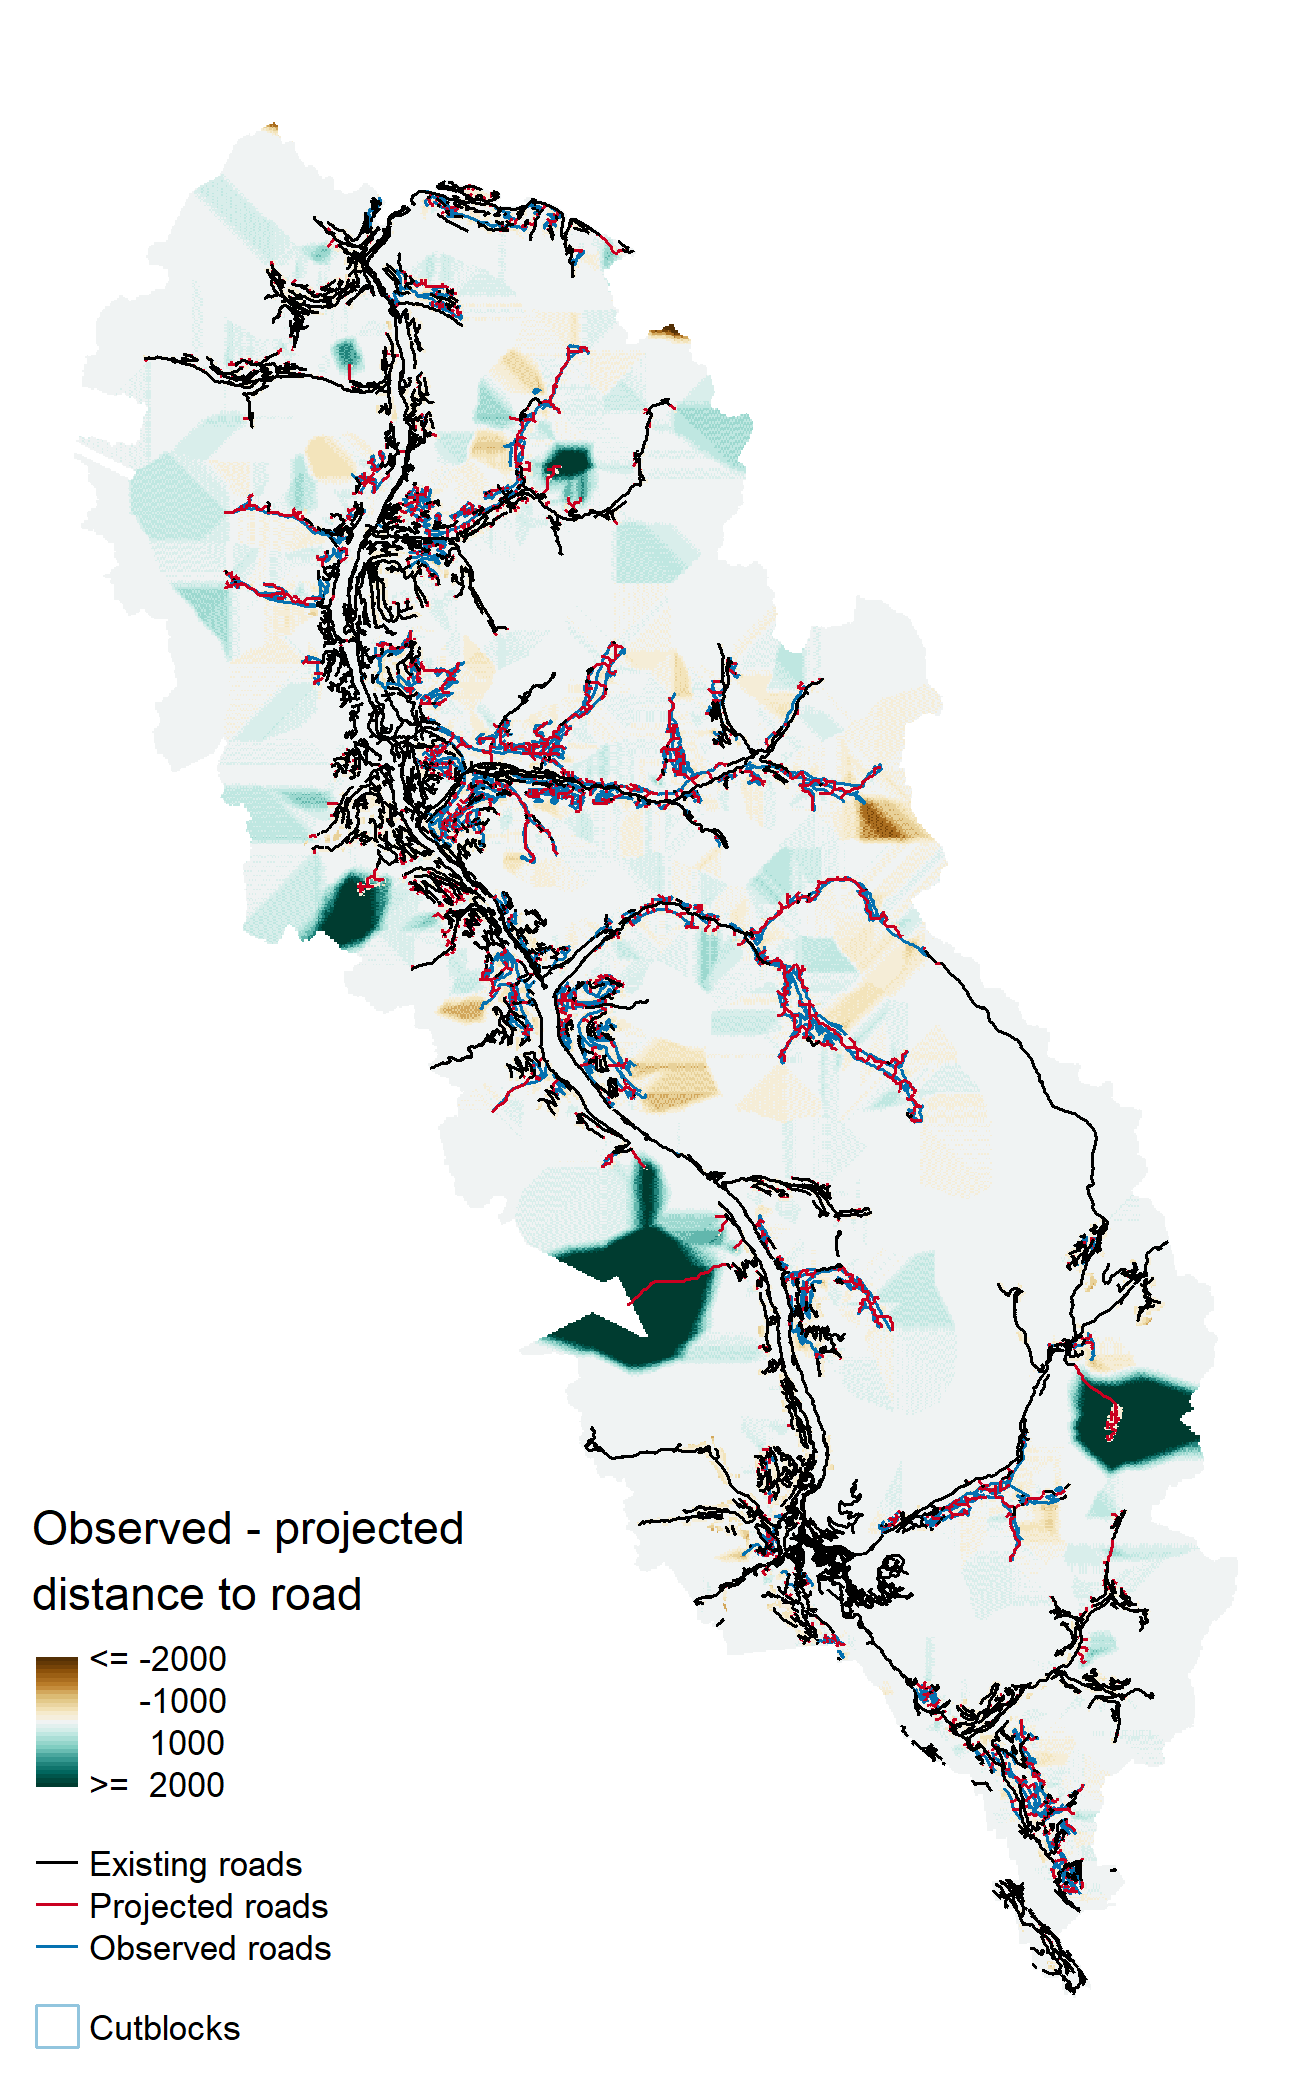 Observed - projected
distance to road
<= -2000
-1000
1000
>= 2000
Existing roads
Projected roads
Observed roads
Cutblocks